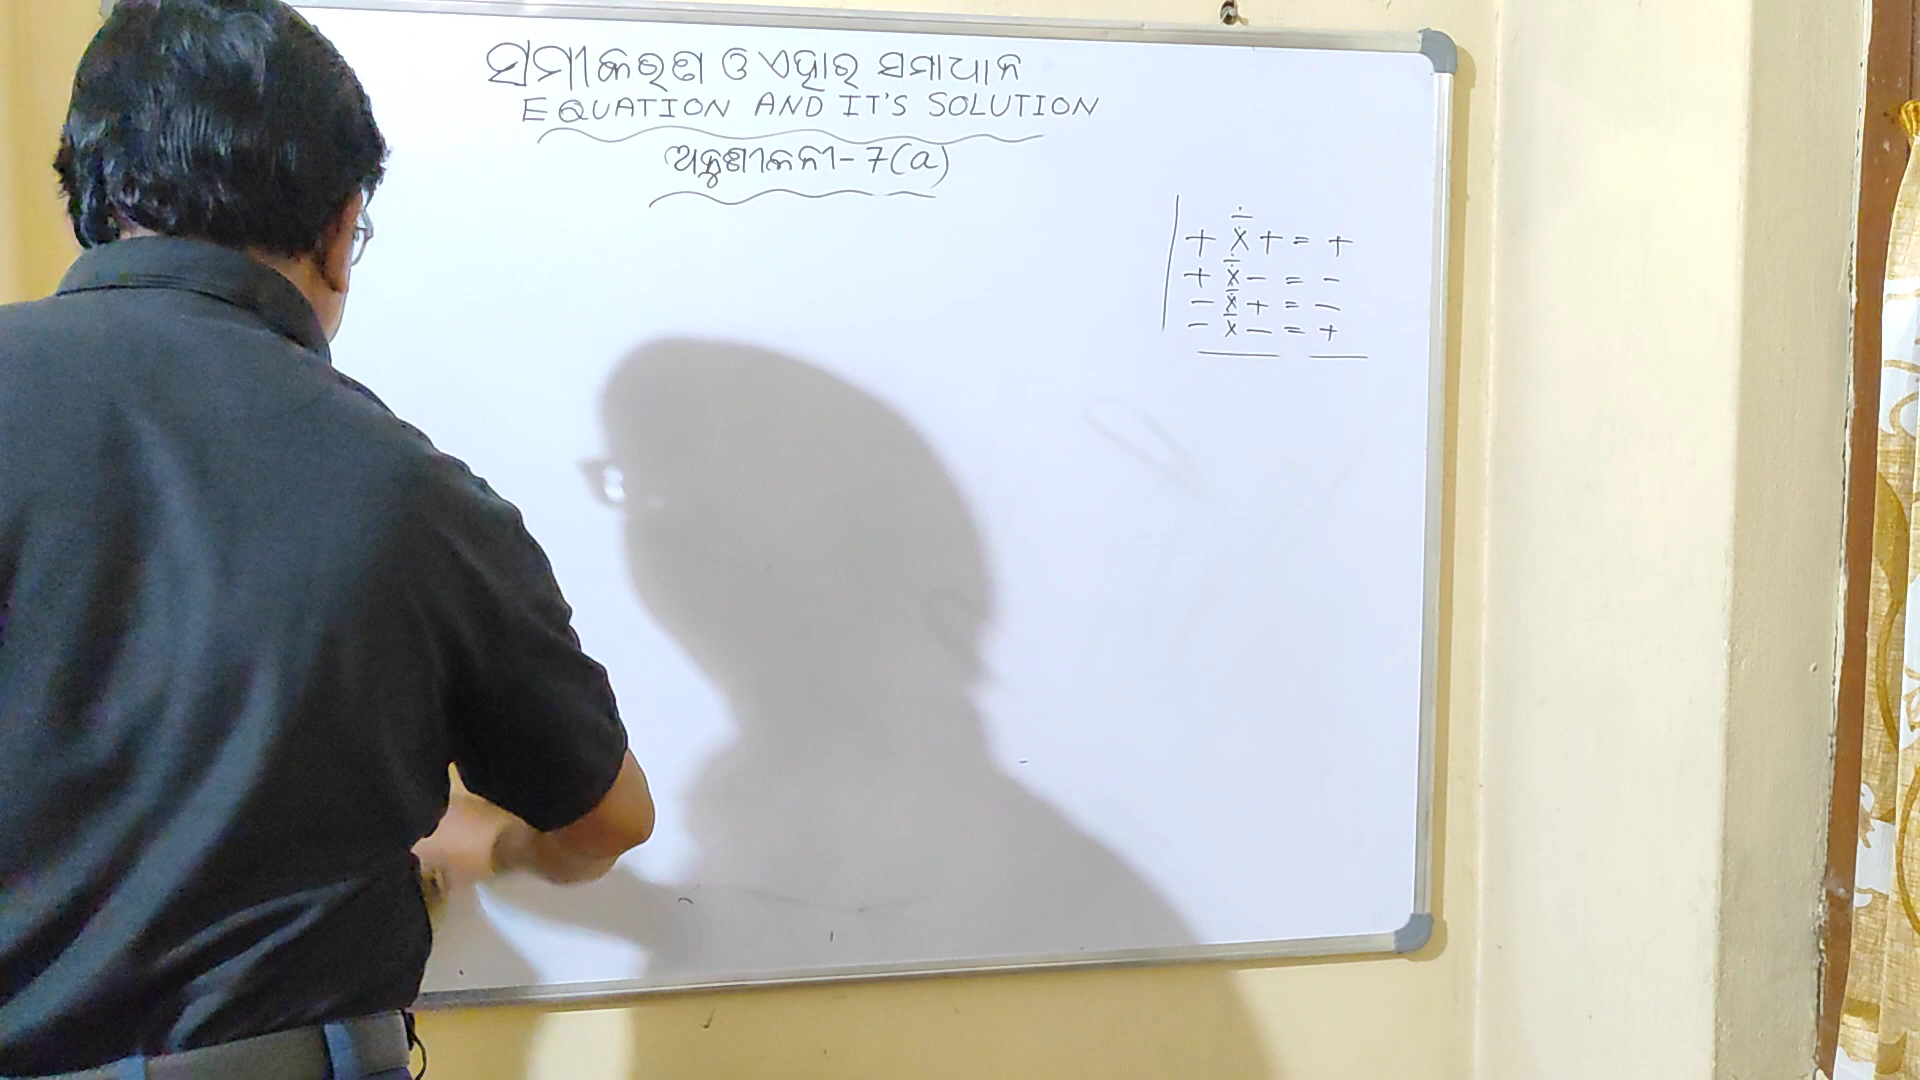 ସମୀକରଣ ଓ ଏହାର ସମାଧାନ
EQUATION AND IT'S SOLUTION
ଅନୁଶୀଳନୀ - 7(a)
÷
+ × + = +
÷
+ × - = -
÷
- × + = -
÷
- × - = +